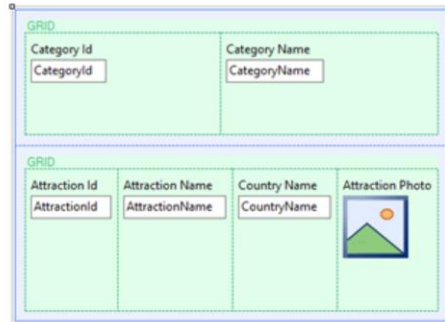 GRID
Category Id Category Name
CategoryId CategoryName
GRID
Attraction Id Attraction Name Country Name Attraction Photo
AttractionId AttractionName CountryName